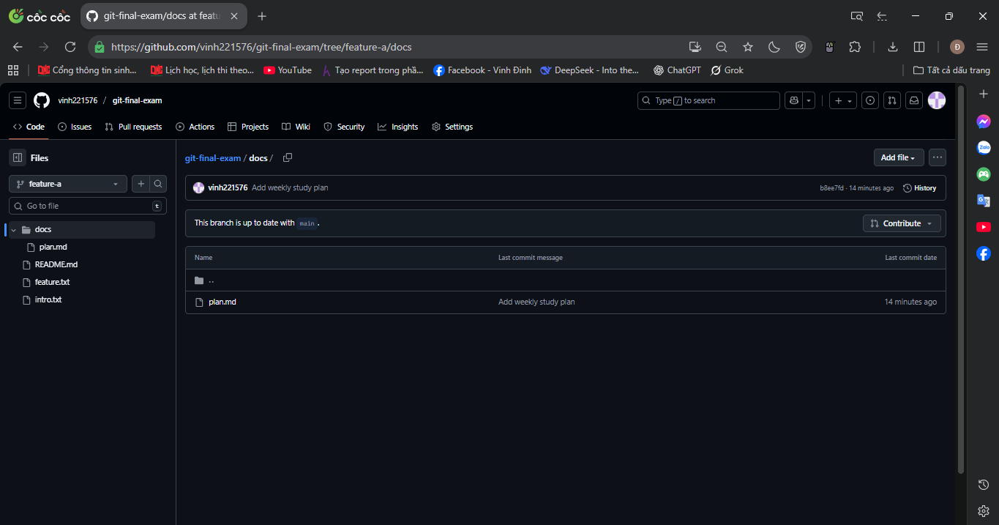 cốc cốc
git-final-exam/docs at featu
https://github.com/vinh221576/git-final-exam/tree/feature-a/docs
Đ
Cổng thông tin sinh...
Lịch học, lịch thi theo...
YouTube
Tạo report trong phầ...
Facebook - Vinh Đinh
DeepSeek - Into the...
ChatGPT
Grok
Tất cả dấu trang
vinh221576 / git-final-exam
Type / to search
Code
Issues
Pull requests
Actions
Projects
Wiki
Security
Insights
Settings
Files
feature-a
Go to file
t
docs
plan.md
README.md
feature.txt
intro.txt
git-final-exam / docs /
Add file
vinh221576 Add weekly study plan
b8ee7fd · 14 minutes ago
History
This branch is up to date with main .
Contribute
Name
Last commit message
Last commit date
..
plan.md
Add weekly study plan
14 minutes ago
Zalo